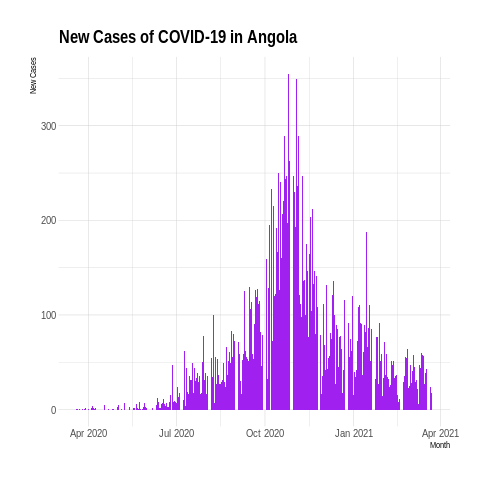 New Cases of COVID-19 in Angola
New Cases
300
200
100
0
Apr 2020
Jul 2020
Oct 2020
Jan 2021
Apr 2021
Month